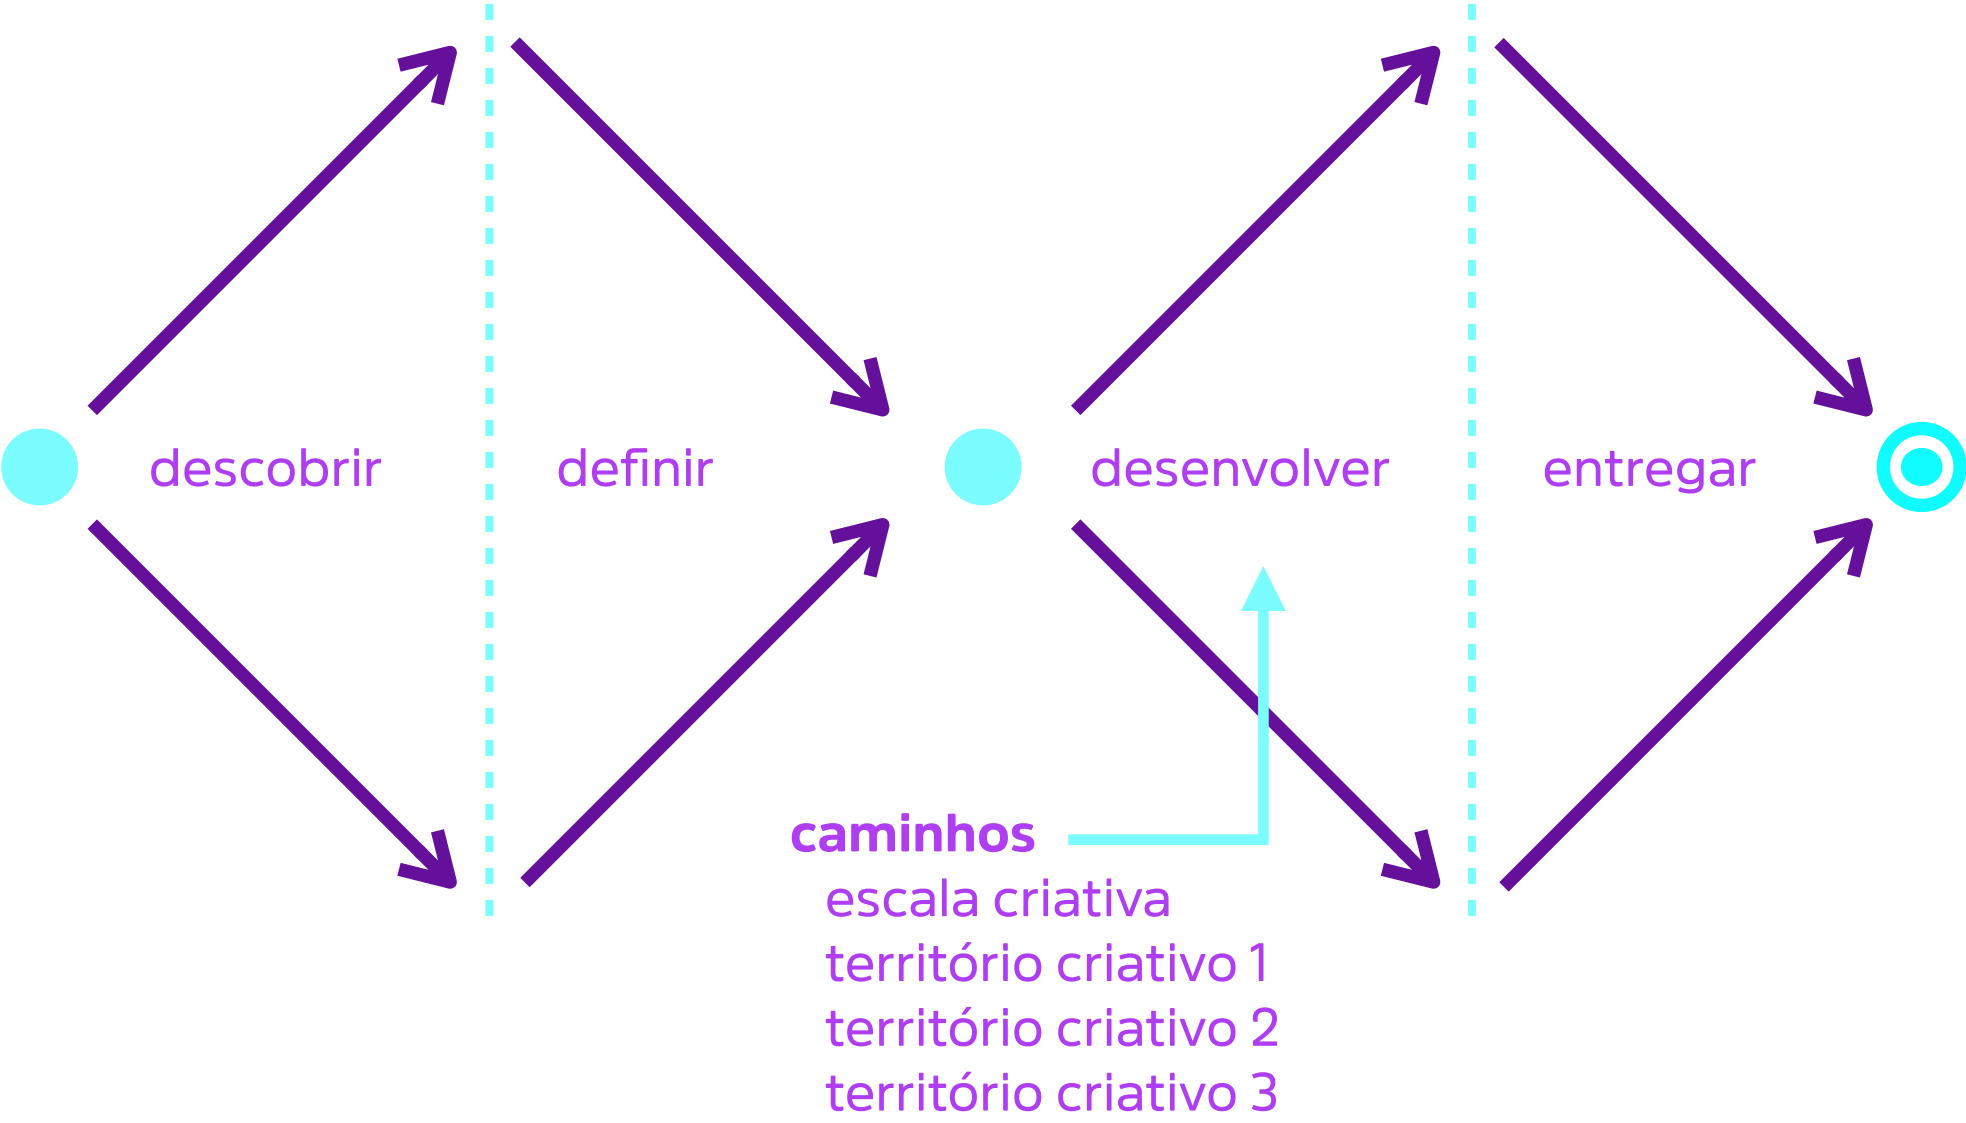 descobrir
definir
desenvolver
entregar
caminhos
escala criativa
território criativo 1
território criativo 2
território criativo 3